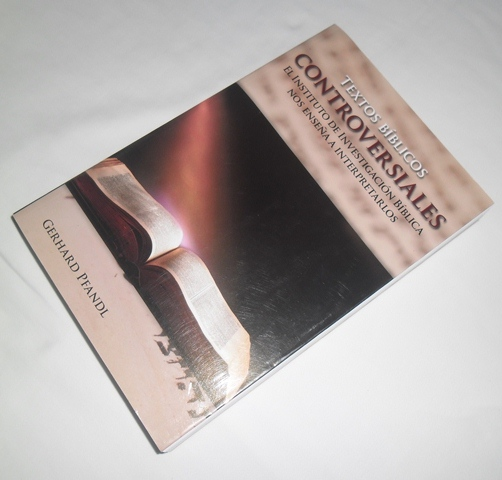 TEXTOS BÍBLICOS
CONTROVERSIALES
EL INSTITUTO DE INVESTIGACIÓN BÍBLICA
NOS ENSEÑA A INTERPRETARLOS
GERHARD PFANDL